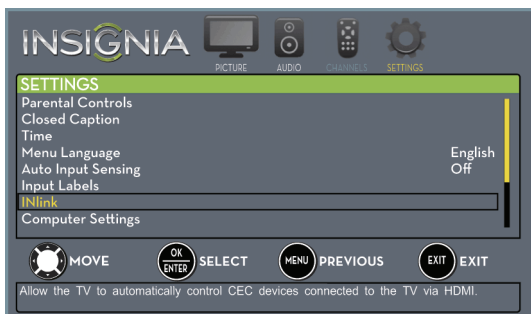 INSIGNIA
PICTURE AUDIO CHANNELS SETTINGS
SETTINGS
Parental Controls
Closed Caption
Time
Menu Language English
Auto Input Sensing Off
Input Labels
INlink
Computer Settings
MOVE OK ENTER SELECT MENU PREVIOUS EXIT EXIT
Allow the TV to automatically control CEC devices connected to the TV via HDMI.